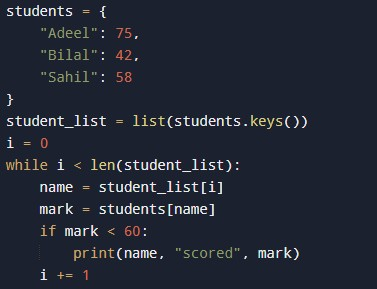 students = {
    "Adeel": 75,
    "Bilal": 42,
    "Sahil": 58
}
student_list = list(students.keys())
i = 0
while i < len(student_list):
    name = student_list[i]
    mark = students[name]
    if mark < 60:
        print(name, "scored", mark)
    i += 1